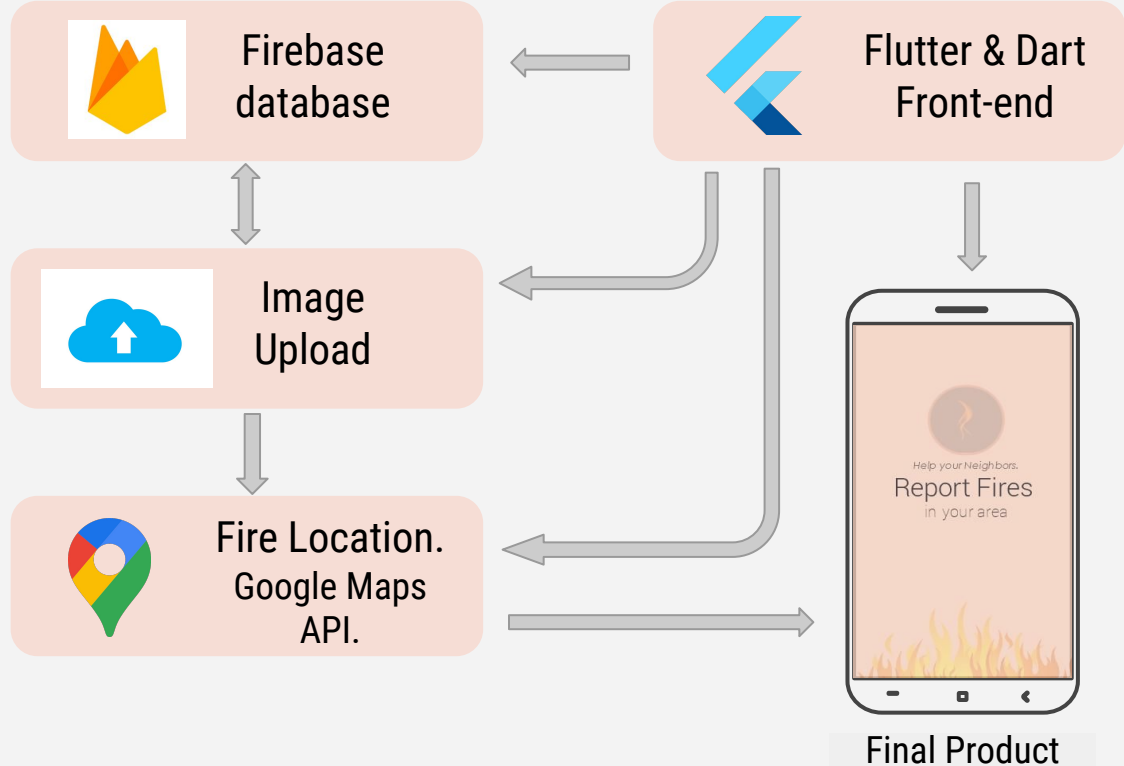 Firebase
database
Flutter & Dart
Front-end
Image
Upload
Fire Location.
Google Maps
API.
Help your Neighbors.
Report Fires
in your area
Final Product